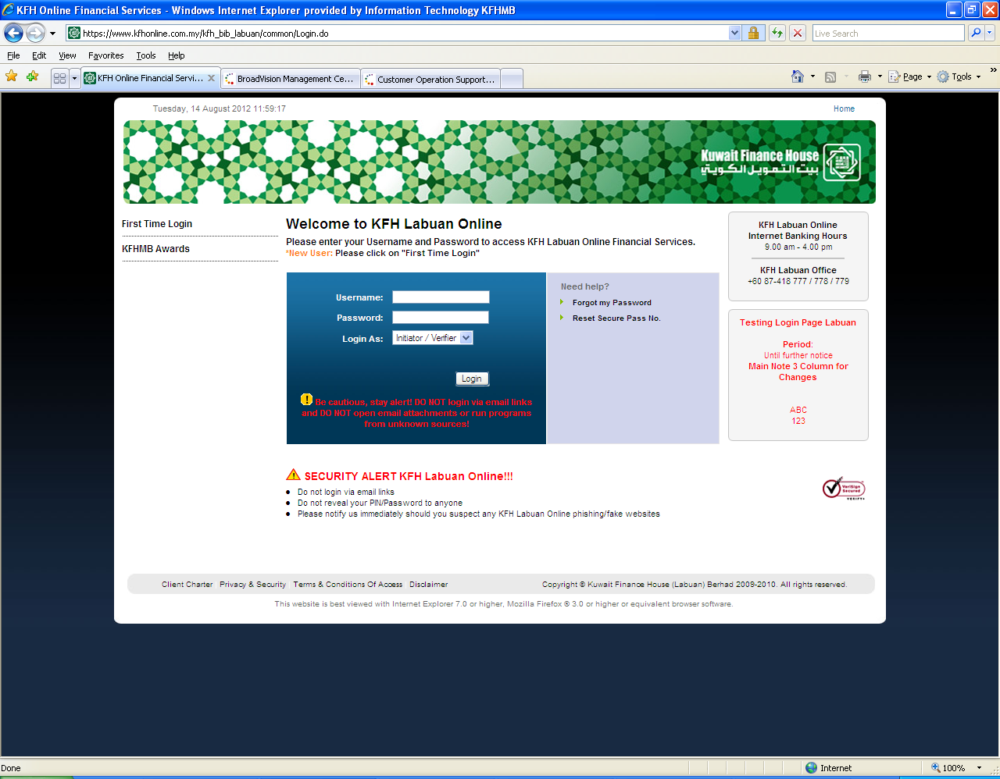 KFH Online Financial Services - Windows Internet Explorer provided by Information Technology KFHMB
https://www.kfhonline.com.my/kfh_bib_labuan/common/Login.do
Live Search
File Edit View Favorites Tools Help
KFH Online Financial Servi...
BroadVision Management Ce...
Customer Operation Support...
Page
Tools
Tuesday, 14 August 2012 11:59:17
Home
Kuwait Finance House
بيت التمويل الكويتي
First Time Login
KFHMB Awards
Welcome to KFH Labuan Online
Please enter your Username and Password to access KFH Labuan Online Financial Services.
*New User: Please click on "First Time Login"
Username:
Password:
Login As: Initiator / Verifier
Login
Be cautious, stay alert! DO NOT login via email links
and DO NOT open email attachments or run programs
from unknown sources!
Need help?
Forgot my Password
Reset Secure Pass No.
KFH Labuan Online
Internet Banking Hours
9.00 am - 4.00 pm
KFH Labuan Office
+60 87-418 777 / 778 / 779
Testing Login Page Labuan
Period:
Until further notice
Main Note 3 Column for
Changes
ABC
123
SECURITY ALERT KFH Labuan Online!!!
Do not login via email links
Do not reveal your PIN/Password to anyone
Please notify us immediately should you suspect any KFH Labuan Online phishing/fake websites
VeriSign
Secured
VERIFY
Client Charter Privacy & Security Terms & Conditions Of Access Disclaimer
Copyright © Kuwait Finance House (Labuan) Berhad 2009-2010. All rights reserved.
This website is best viewed with Internet Explorer 7.0 or higher, Mozilla Firefox ® 3.0 or higher or equivalent browser software.
Done
Internet
100%